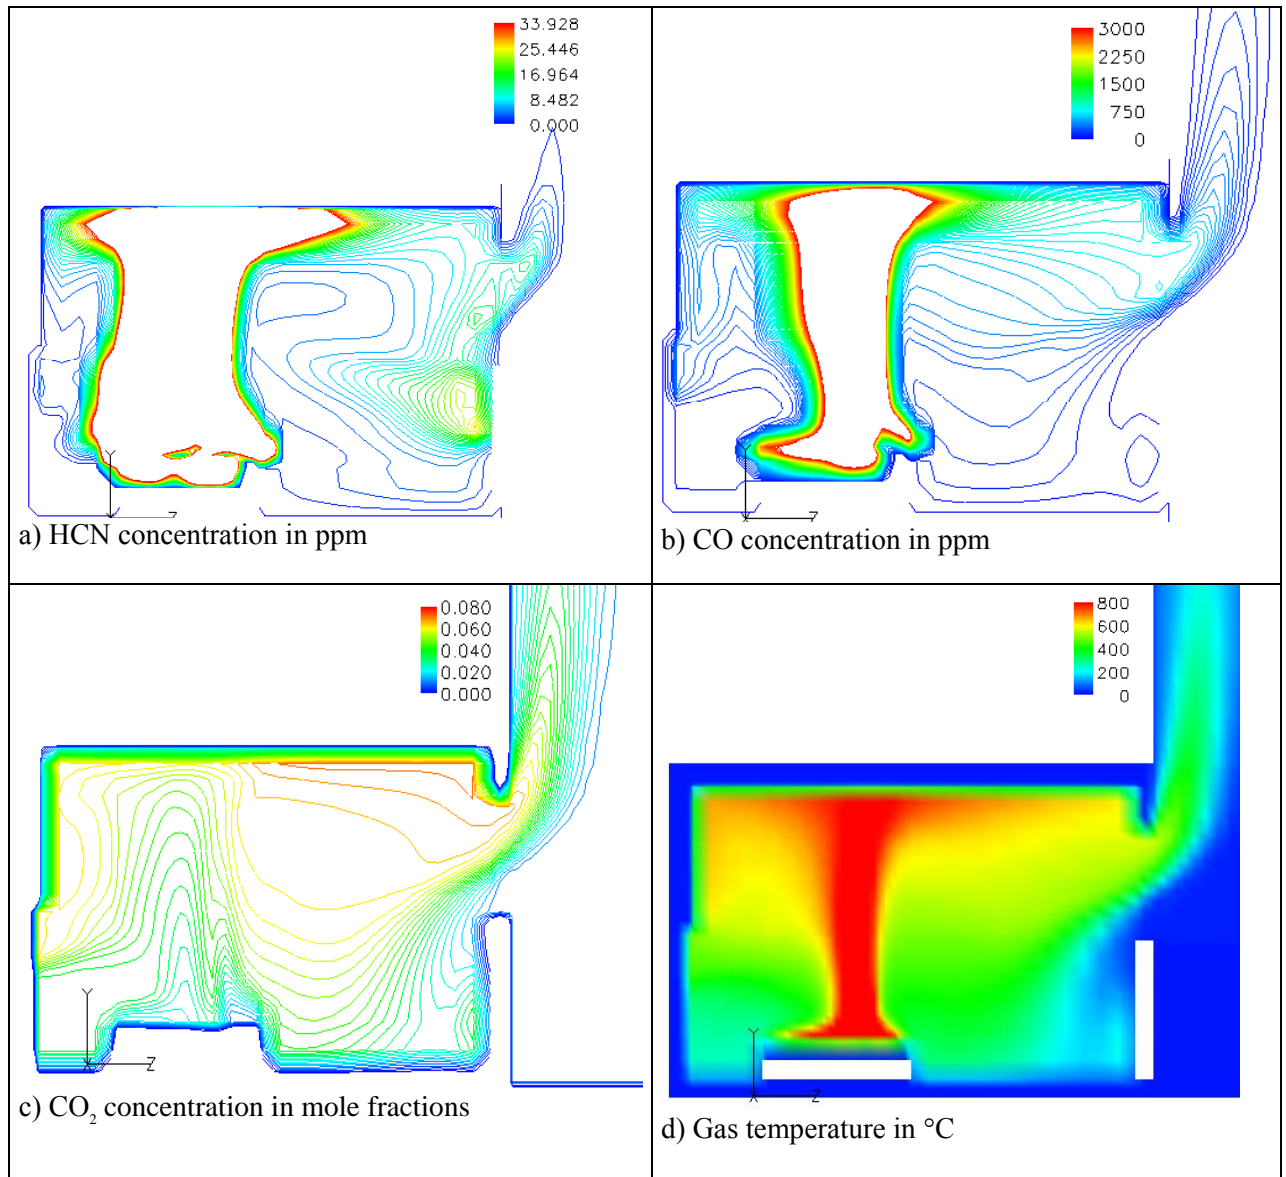 33.928
25.446
16.964
8.482
0.000
Y
Z
a) HCN concentration in ppm
3000
2250
1500
750
0
Y
X
Z
b) CO concentration in ppm
0.080
0.060
0.040
0.020
0.000
Y
X
Z
c) CO₂ concentration in mole fractions
800
600
400
200
0
Y
X
Z
d) Gas temperature in °C